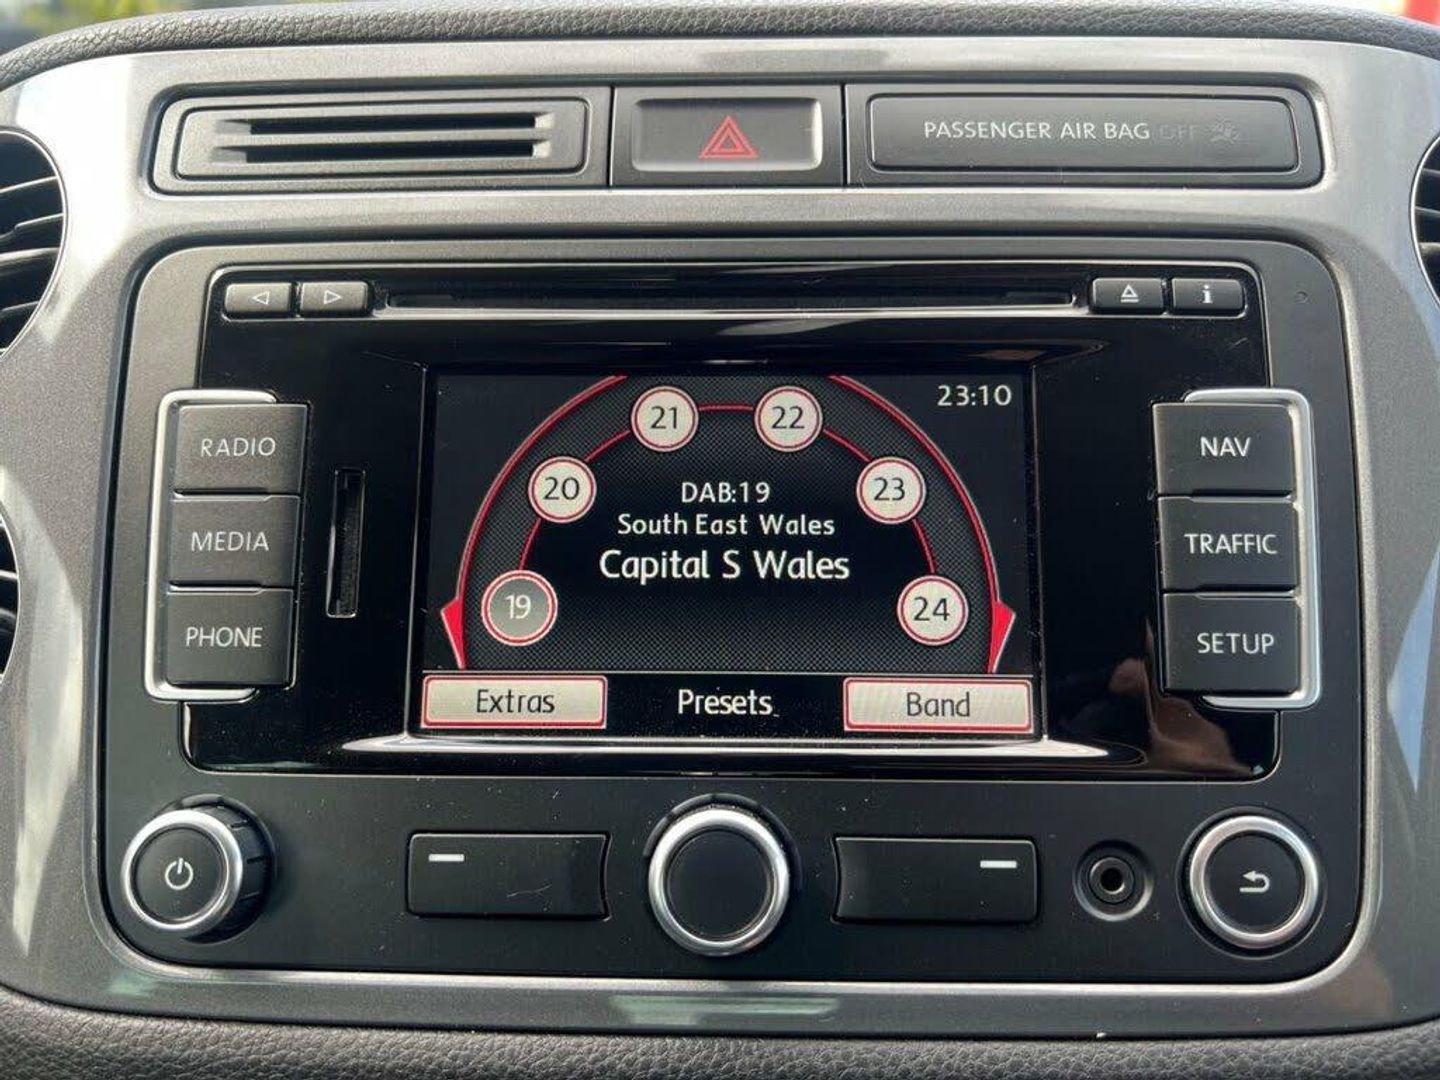 PASSENGER AIR BAG OFF
i
RADIO
MEDIA
PHONE
23:10
21
22
20
23
19
24
DAB:19
South East Wales
Capital S Wales
Extras
Presets
Band
NAV
TRAFFIC
SETUP